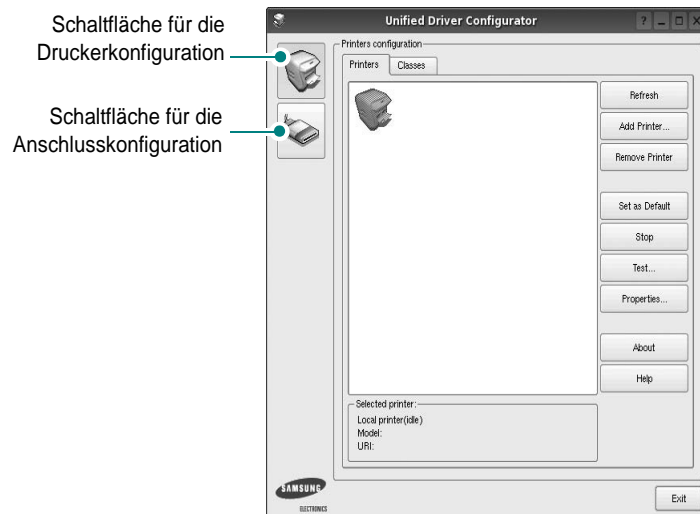 Schaltfläche für die
Druckerkonfiguration
Schaltfläche für die
Anschlusskonfiguration
Unified Driver Configurator
Printers configuration
Printers
Classes
Refresh
Add Printer...
Remove Printer
Set as Default
Stop
Test...
Properties...
About
Help
Selected printer:
Local printer(idle)
Model:
URI:
SAMSUNG
ELECTRONICS
Exit